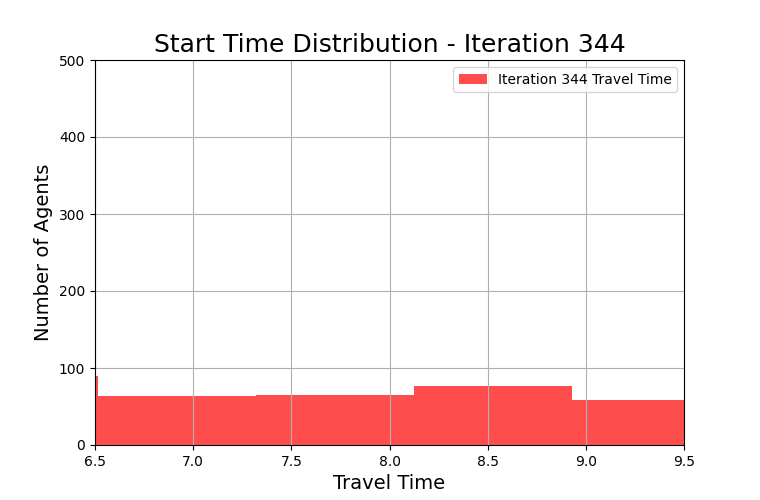 Start Time Distribution - Iteration 344
Number of Agents
500
400
300
200
100
0
Iteration 344 Travel Time
6.5 7.0 7.5 8.0 8.5 9.0 9.5
Travel Time